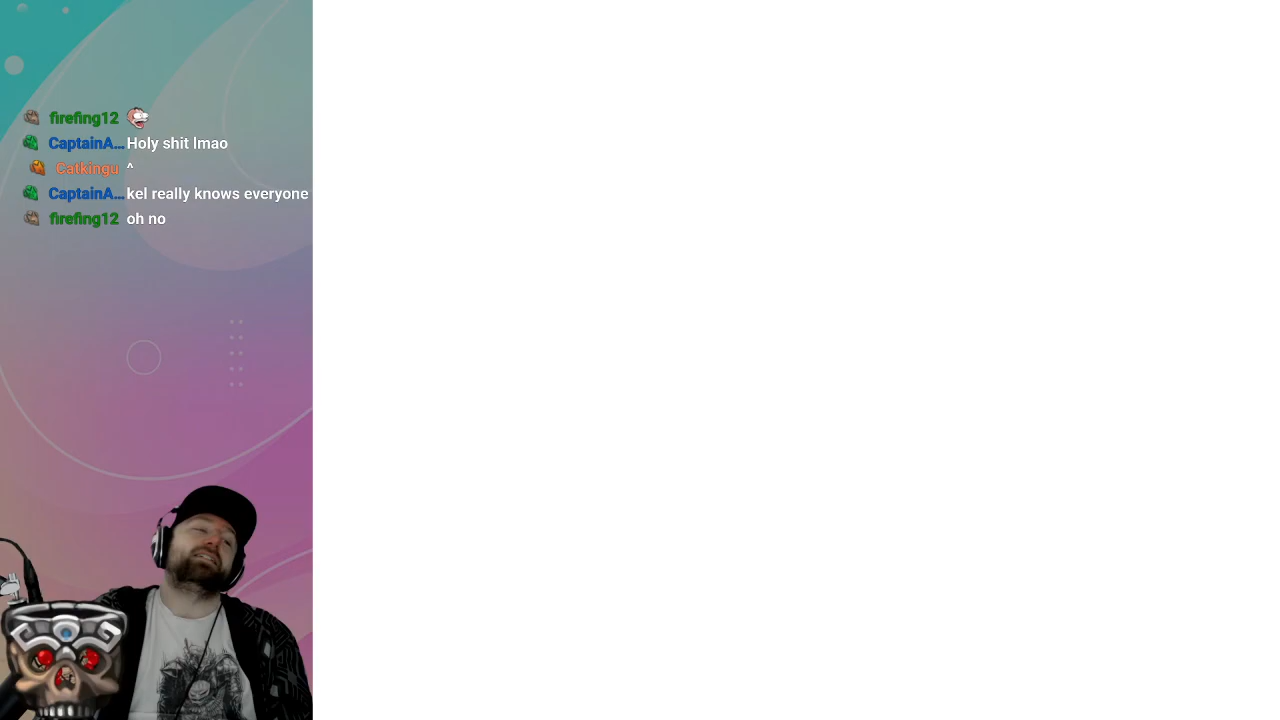 firefing12
CaptainA... Holy shit lmao
Catkingu ^
CaptainA... kel really knows everyone
firefing12 oh no